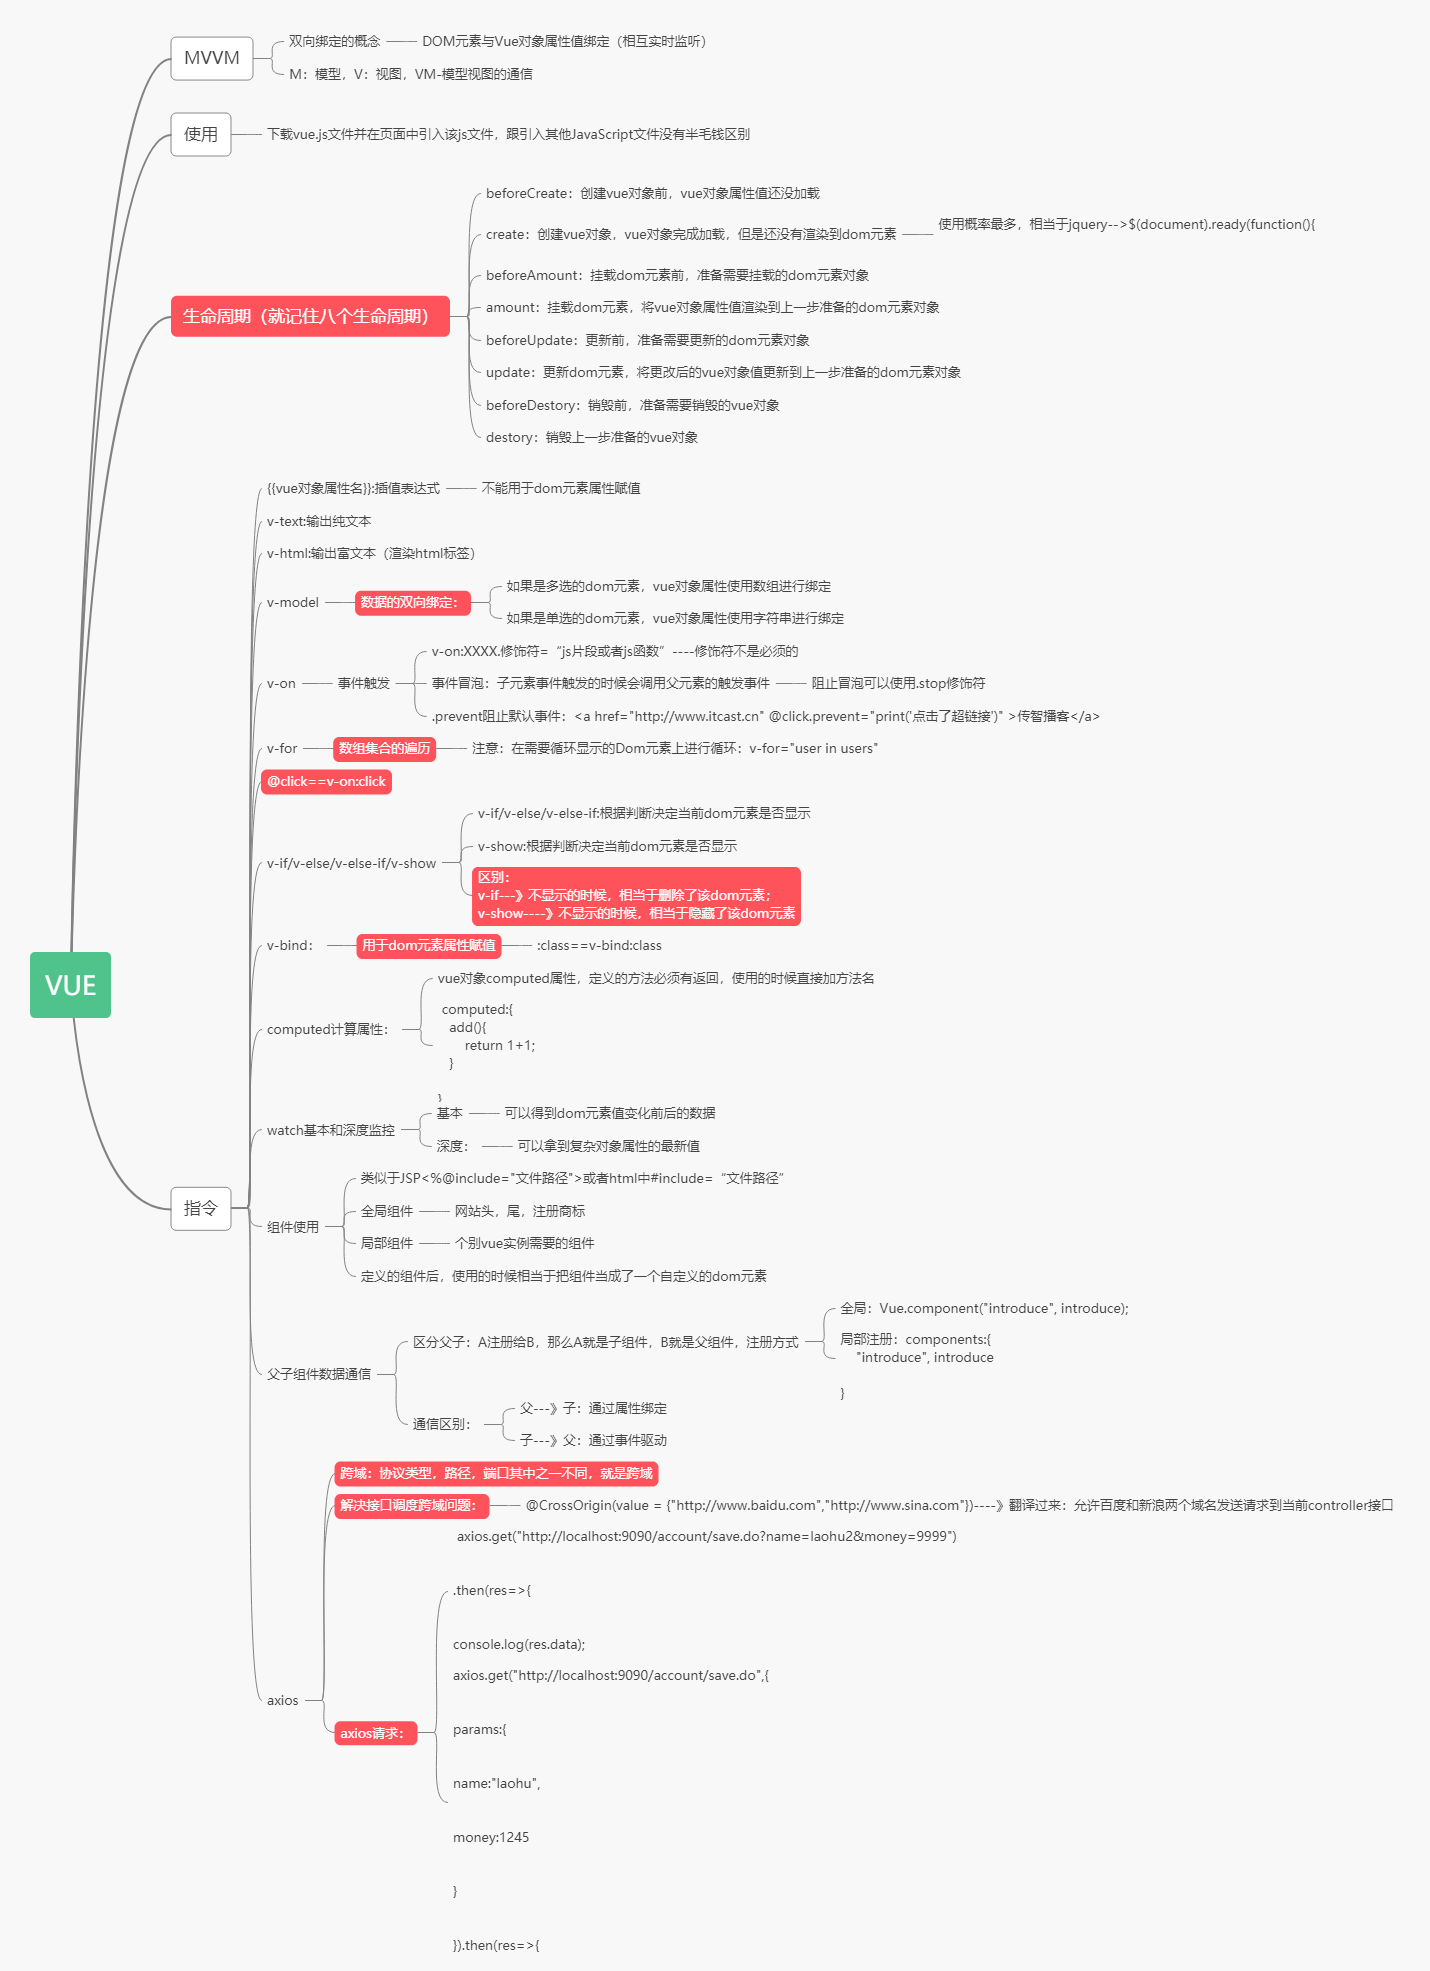 VUE
MVVM
双向绑定的概念
DOM元素与Vue对象属性值绑定（相互实时监听）
M：模型，V：视图，VM-模型视图的通信
使用
下载vue.js文件并在页面中引入该js文件，跟引入其他JavaScript文件没有半毛钱区别
生命周期（就记住八个生命周期）
beforeCreate：创建vue对象前，vue对象属性值还没加载
create：创建vue对象，vue对象完成加载，但是还没有渲染到dom元素
使用概率最多，相当于jquery-->$(document).ready(function(){
beforeAmount：挂载dom元素前，准备需要挂载的dom元素对象
amount：挂载dom元素，将vue对象属性值渲染到上一步准备的dom元素对象
beforeUpdate：更新前，准备需要更新的dom元素对象
update：更新dom元素，将更改后的vue对象值更新到上一步准备的dom元素对象
beforeDestory：销毁前，准备需要销毁的vue对象
destory：销毁上一步准备的vue对象
指令
{{vue对象属性名}}:插值表达式
不能用于dom元素属性赋值
v-text:输出纯文本
v-html:输出富文本（渲染html标签）
v-model
数据的双向绑定：
如果是多选的dom元素，vue对象属性使用数组进行绑定
如果是单选的dom元素，vue对象属性使用字符串进行绑定
v-on
事件触发
v-on:XXXX.修饰符=“js片段或者js函数”----修饰符不是必须的
事件冒泡：子元素事件触发的时候会调用父元素的触发事件
阻止冒泡可以使用.stop修饰符
.prevent阻止默认事件：<a href="http://www.itcast.cn" @click.prevent="print('点击了超链接')" >传智播客</a>
v-for
数组集合的遍历
注意：在需要循环显示的Dom元素上进行循环：v-for="user in users"
@click==v-on:click
v-if/v-else/v-else-if/v-show
v-if/v-else/v-else-if:根据判断决定当前dom元素是否显示
v-show:根据判断决定当前dom元素是否显示
区别：
v-if---》不显示的时候，相当于删除了该dom元素；
v-show----》不显示的时候，相当于隐藏了该dom元素
v-bind：
用于dom元素属性赋值
:class==v-bind:class
computed计算属性：
vue对象computed属性，定义的方法必须有返回，使用的时候直接加方法名
computed:{
add(){
return 1+1;
}
}
watch基本和深度监控
基本
可以得到dom元素值变化前后的数据
深度：
可以拿到复杂对象属性的最新值
组件使用
类似于JSP<%@include="文件路径">或者html中#include=“文件路径”
全局组件
网站头，尾，注册商标
局部组件
个别vue实例需要的组件
定义的组件后，使用的时候相当于把组件当成了一个自定义的dom元素
父子组件数据通信
区分父子：A注册给B，那么A就是子组件，B就是父组件，注册方式
全局：Vue.component("introduce", introduce);
局部注册：components:{
"introduce", introduce
}
通信区别：
父---》子：通过属性绑定
子---》父：通过事件驱动
axios
跨域：协议类型，路径，端口其中之一不同，就是跨域
解决接口调度跨域问题：
@CrossOrigin(value = {"http://www.baidu.com","http://www.sina.com"})----》翻译过来：允许百度和新浪两个域名发送请求到当前controller接口
axios请求：
axios.get("http://localhost:9090/account/save.do?name=laohu2&money=9999")
.then(res=>{
console.log(res.data);
axios.get("http://localhost:9090/account/save.do",{
params:{
name:"laohu",
money:1245
}
}).then(res=>{